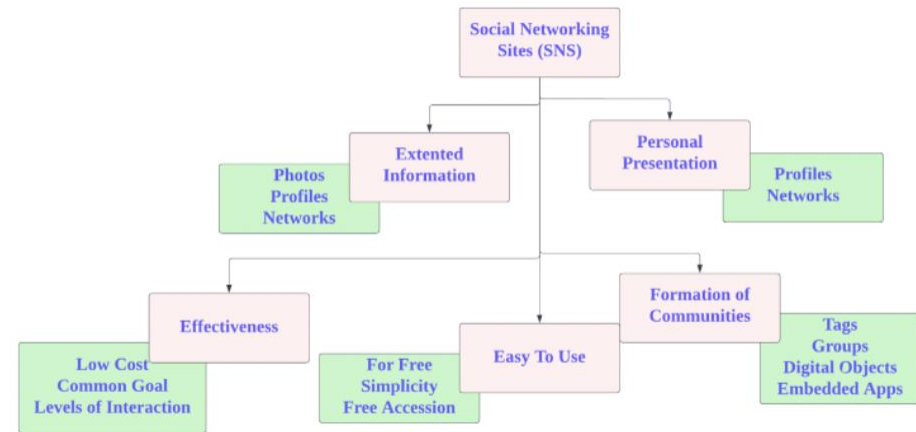 Social Networking
Sites (SNS)
Extented
Information
Photos
Profiles
Networks
Personal
Presentation
Profiles
Networks
Effectiveness
Low Cost
Common Goal
Levels of Interaction
Easy To Use
For Free
Simplicity
Free Accession
Formation of
Communities
Tags
Groups
Digital Objects
Embedded Apps